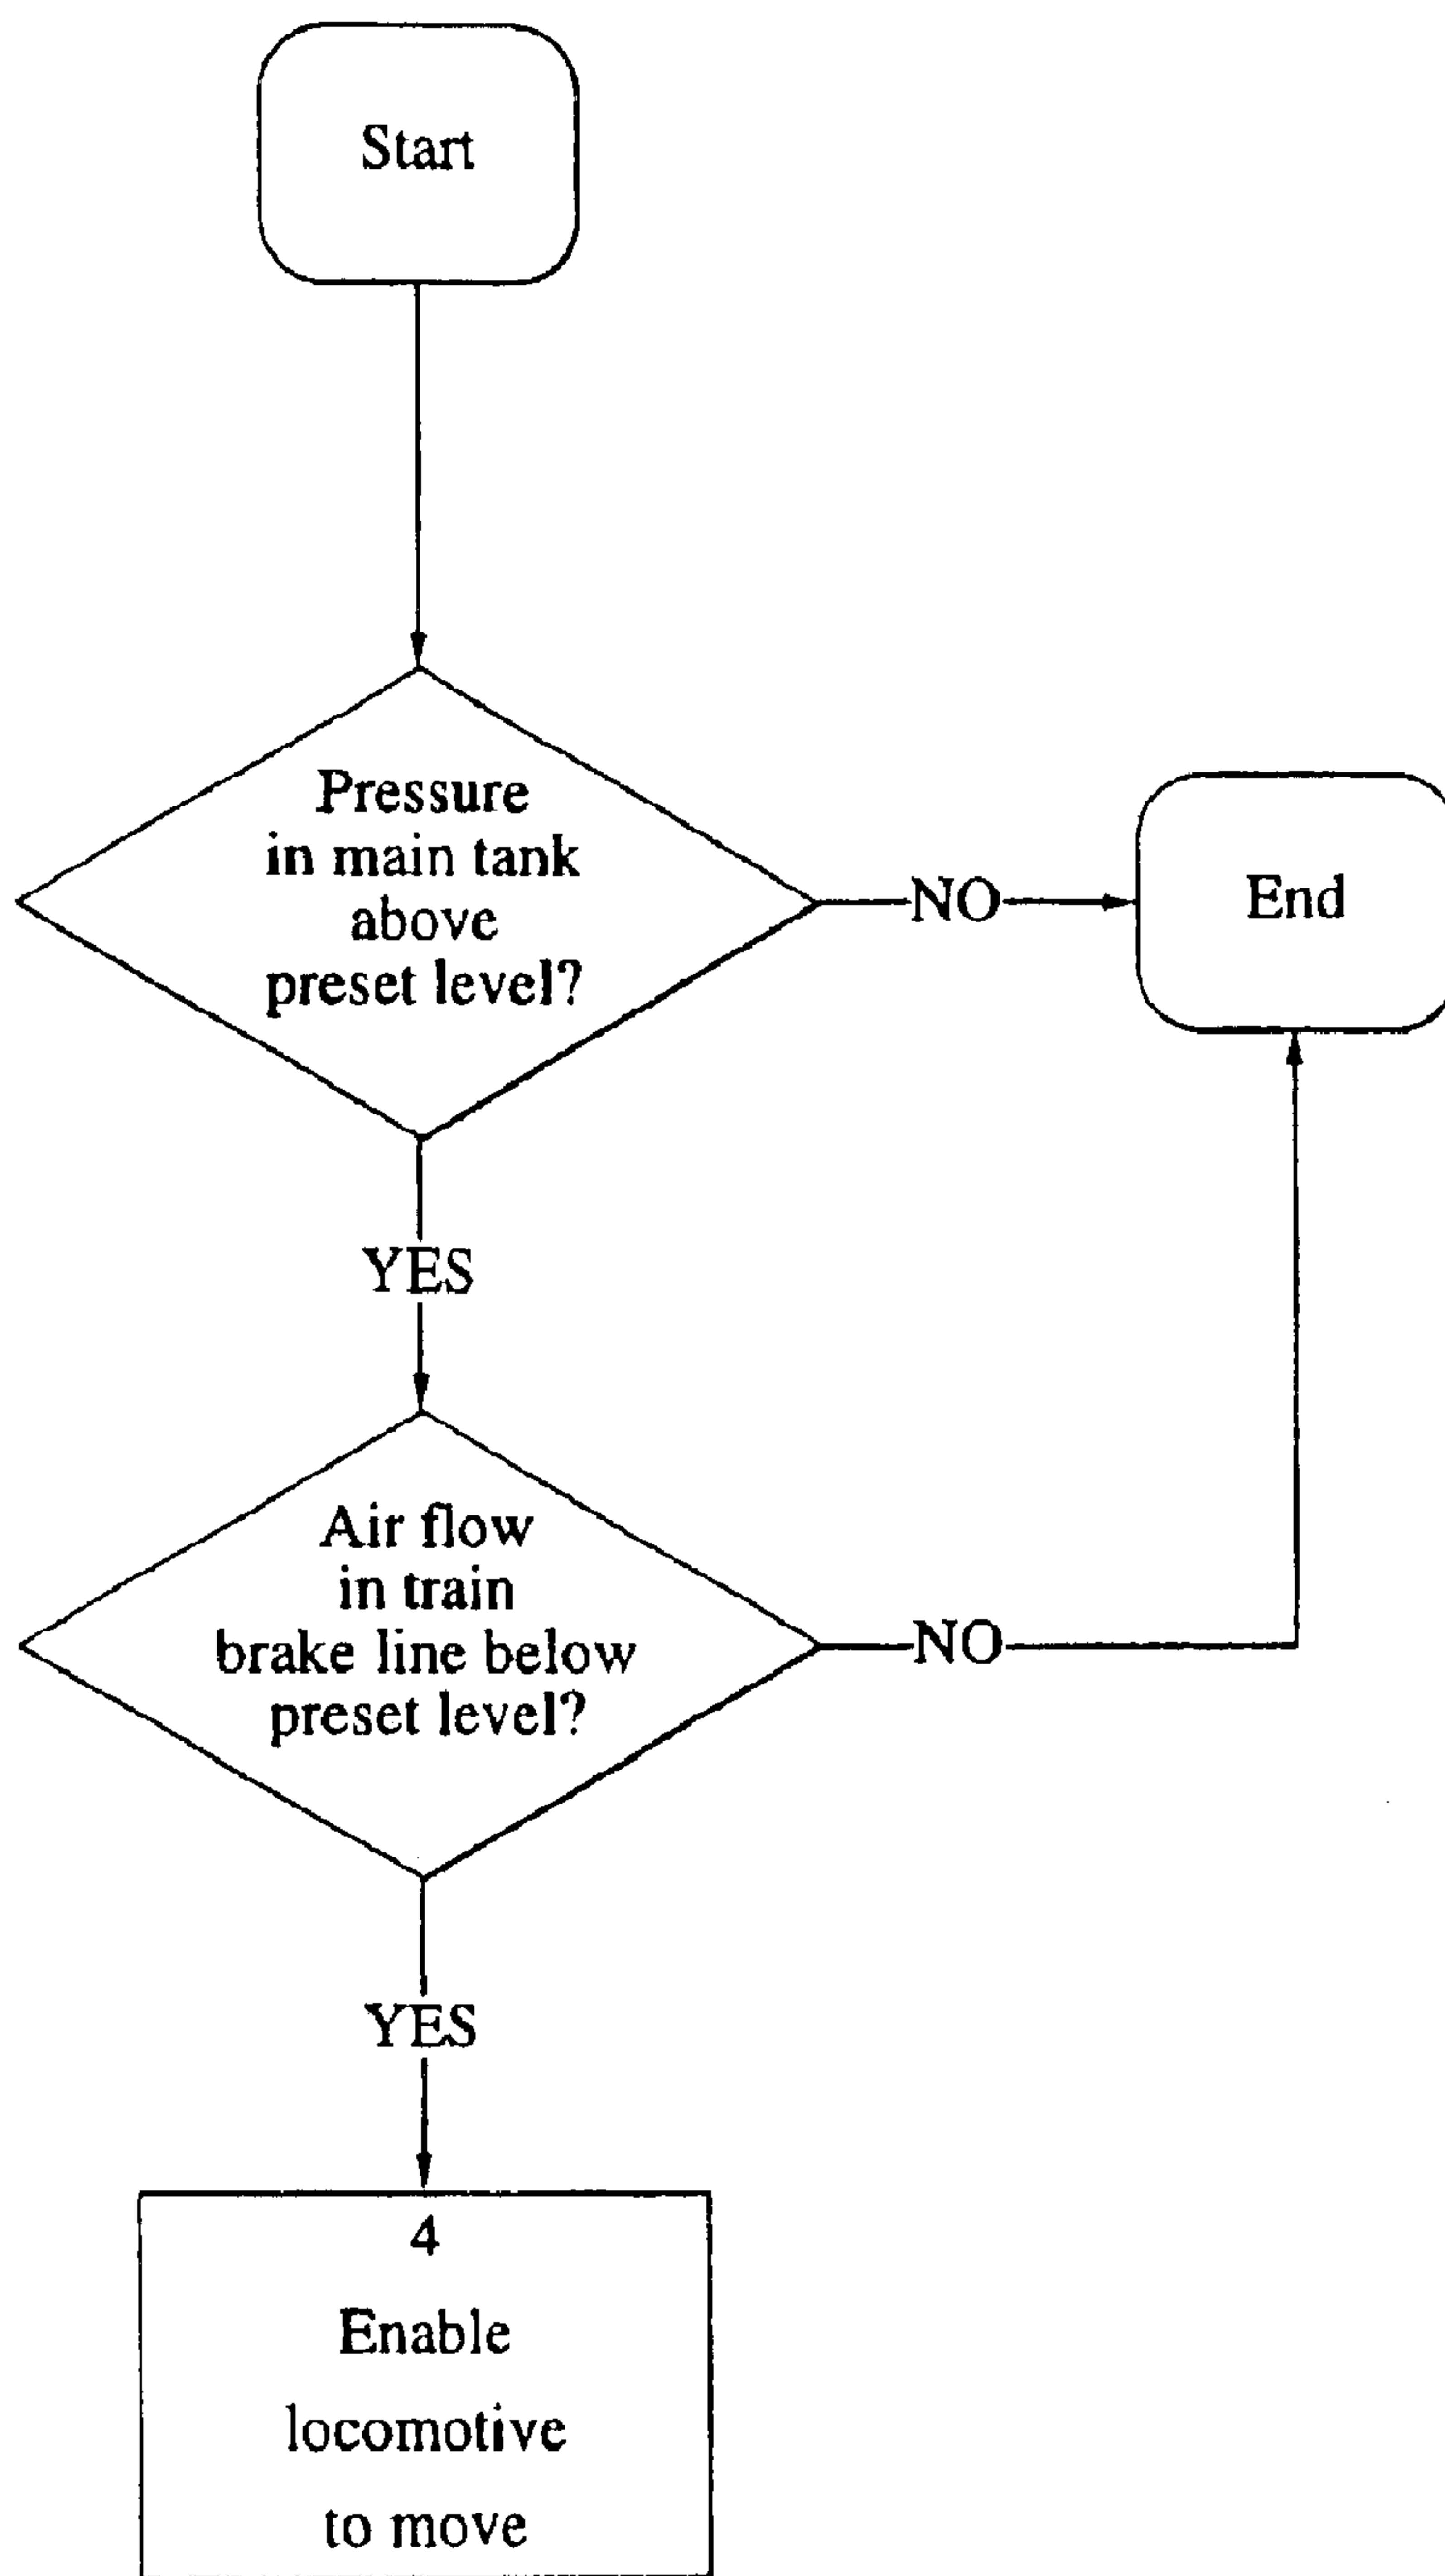 Start
Pressure
in main tank
above
preset level?
NO
End
YES
Air flow
in train
brake line below
preset level?
NO
YES
4
Enable
locomotive
to move